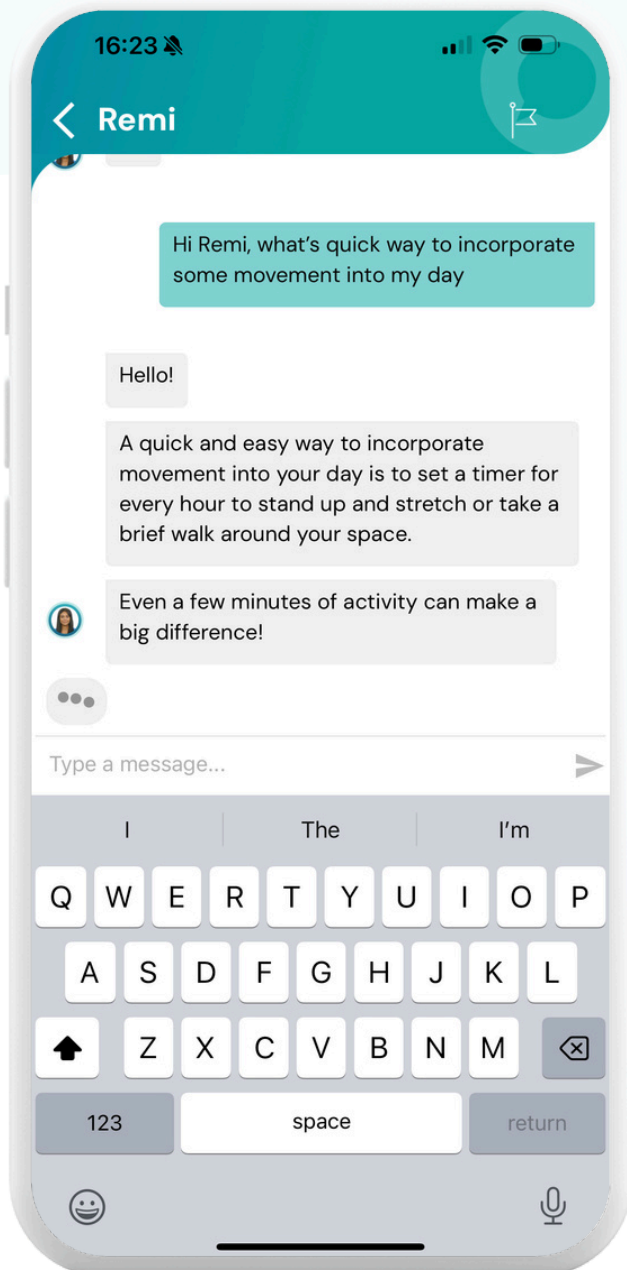 16:23
Remi
Hi Remi, what's quick way to incorporate
some movement into my day
Hello!
A quick and easy way to incorporate
movement into your day is to set a timer for
every hour to stand up and stretch or take a
brief walk around your space.
Even a few minutes of activity can make a
big difference!
Type a message...
I The I'm
Q W E R T Y U I O P
A S D F G H J K L
Z X C V B N M
123 space return